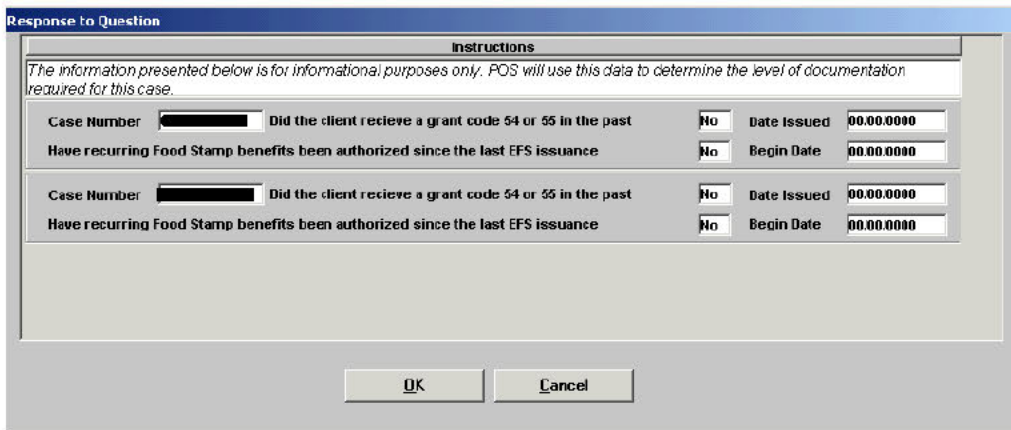 Response to Question
Instructions
The information presented below is for informational purposes only. POS will use this data to determine the level of documentation
required for this case.
Case Number Did the client recieve a grant code 54 or 55 in the past No Date Issued 00.00.0000
Have recurring Food Stamp benefits been authorized since the last EFS issuance No Begin Date 00.00.0000
Case Number Did the client recieve a grant code 54 or 55 in the past No Date Issued 00.00.0000
Have recurring Food Stamp benefits been authorized since the last EFS issuance No Begin Date 00.00.0000
OK Cancel